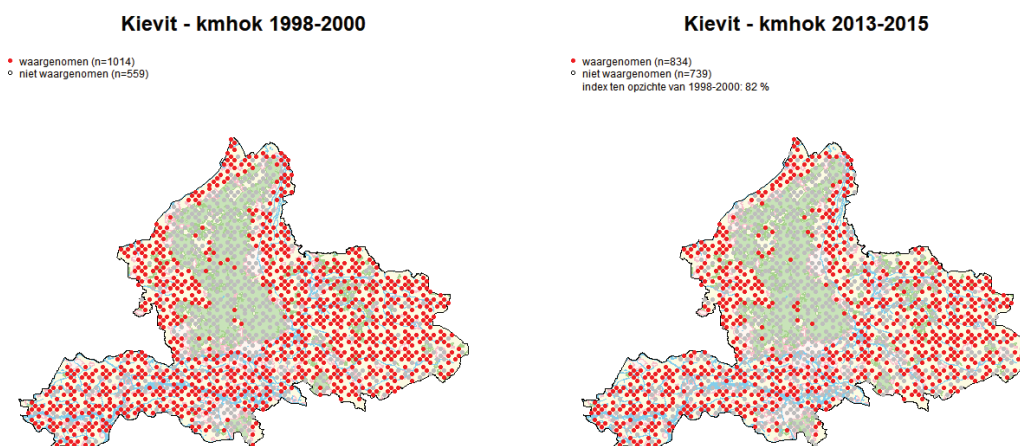 Kievit - kmhok 1998-2000
waargenomen (n=1014)
niet waargenomen (n=559)
Kievit - kmhok 2013-2015
waargenomen (n=834)
niet waargenomen (n=739)
index ten opzichte van 1998-2000: 82 %